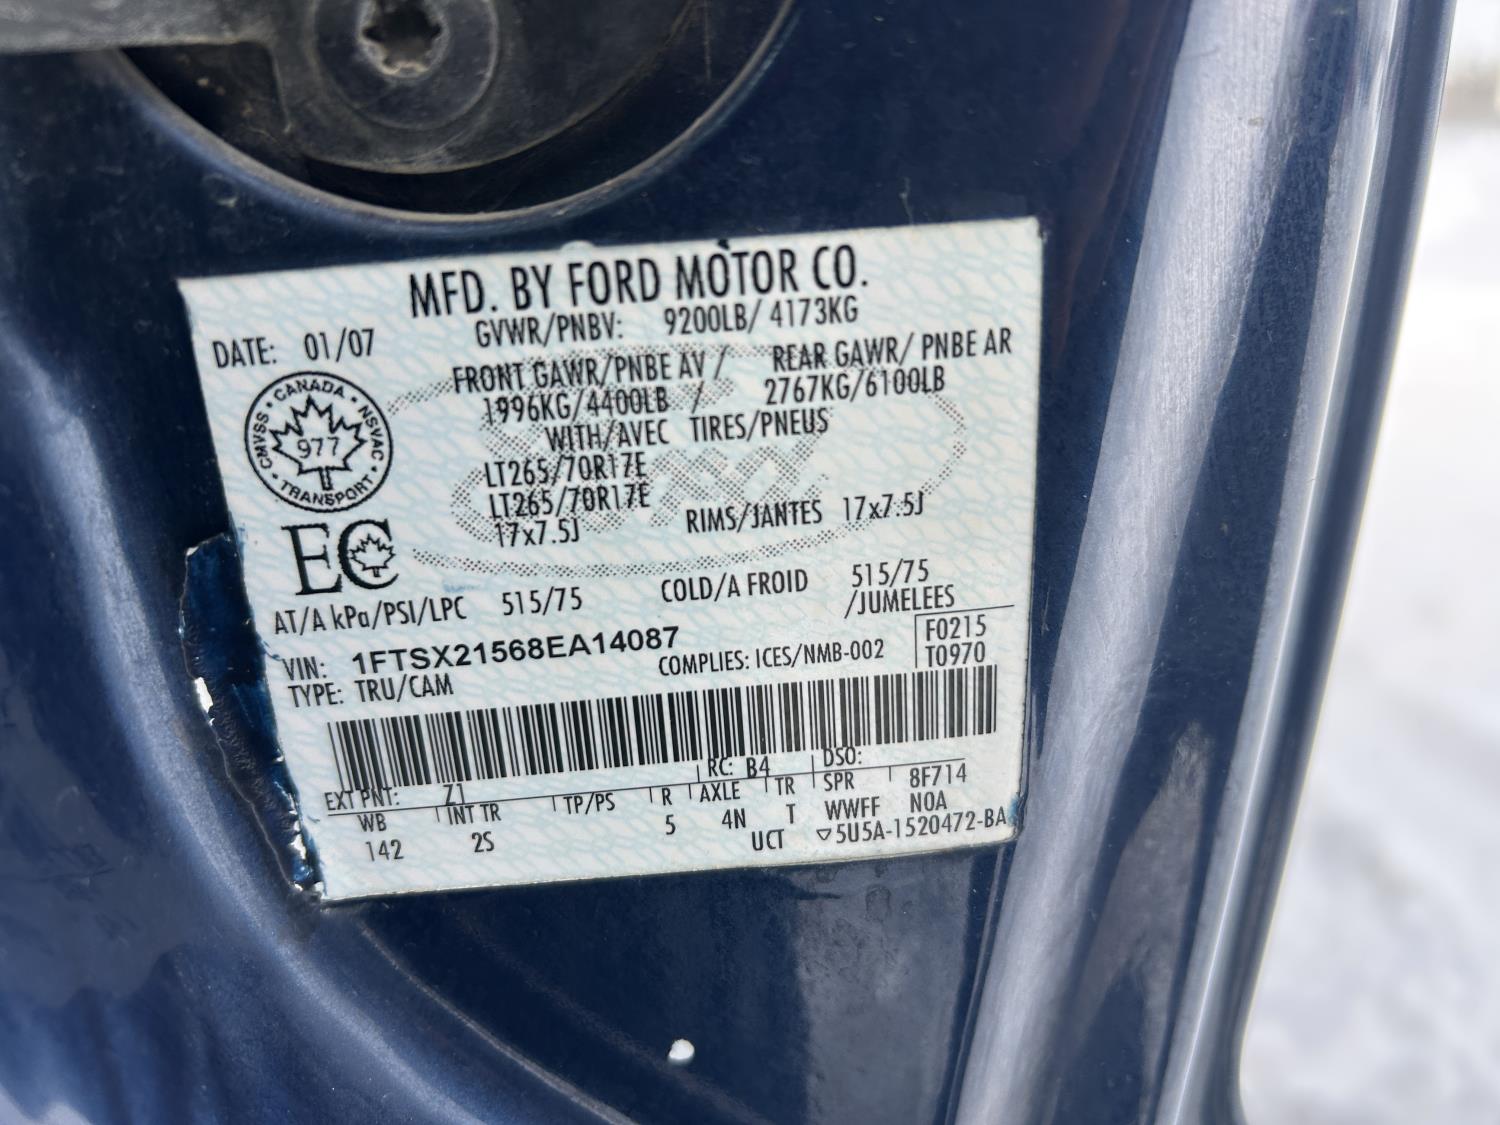 MFD. BY FORD MOTOR CO.
DATE: 01/07
GVWR/PNBV: 9200LB/ 4173KG
FRONT GAWR/PNBE AV / REAR GAWR/ PNBE AR
1996KG/4400LB / 2767KG/6100LB
WITH/AVEC TIRES/PNEUS
LT265/70R17E
LT265/70R17E
17x7.5J RIMS/JANTES 17x7.5J
CANADA • NSVAC • TRANSPORT • CMVSS •
977
EC
AT/A kPa/PSI/LPC 515/75 COLD/A FROID 515/75
/JUMELEES
VIN: 1FTSX21568EA14087
COMPLIES: ICES/NMB-002
F0215
T0970
TYPE: TRU/CAM
EXT PNT: Z1 RC: B4 DSO:
WB INT TR TP/PS R AXLE TR SPR 8F714
142 2S 5 4N T WWFF NOA
UCT ▽5U5A-1520472-BA